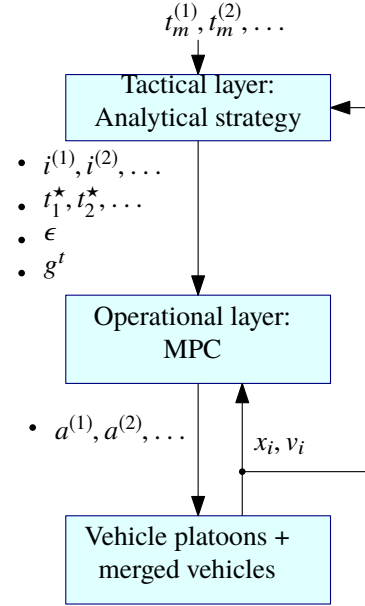 t_m^{(1)}, t_m^{(2)}, . . .
Tactical layer:
Analytical strategy
• i^{(1)}, i^{(2)}, . . .
• t_1^★, t_2^★, . . .
• ϵ
• g^t
Operational layer:
MPC
• a^{(1)}, a^{(2)}, . . .
x_i, v_i
Vehicle platoons +
merged vehicles